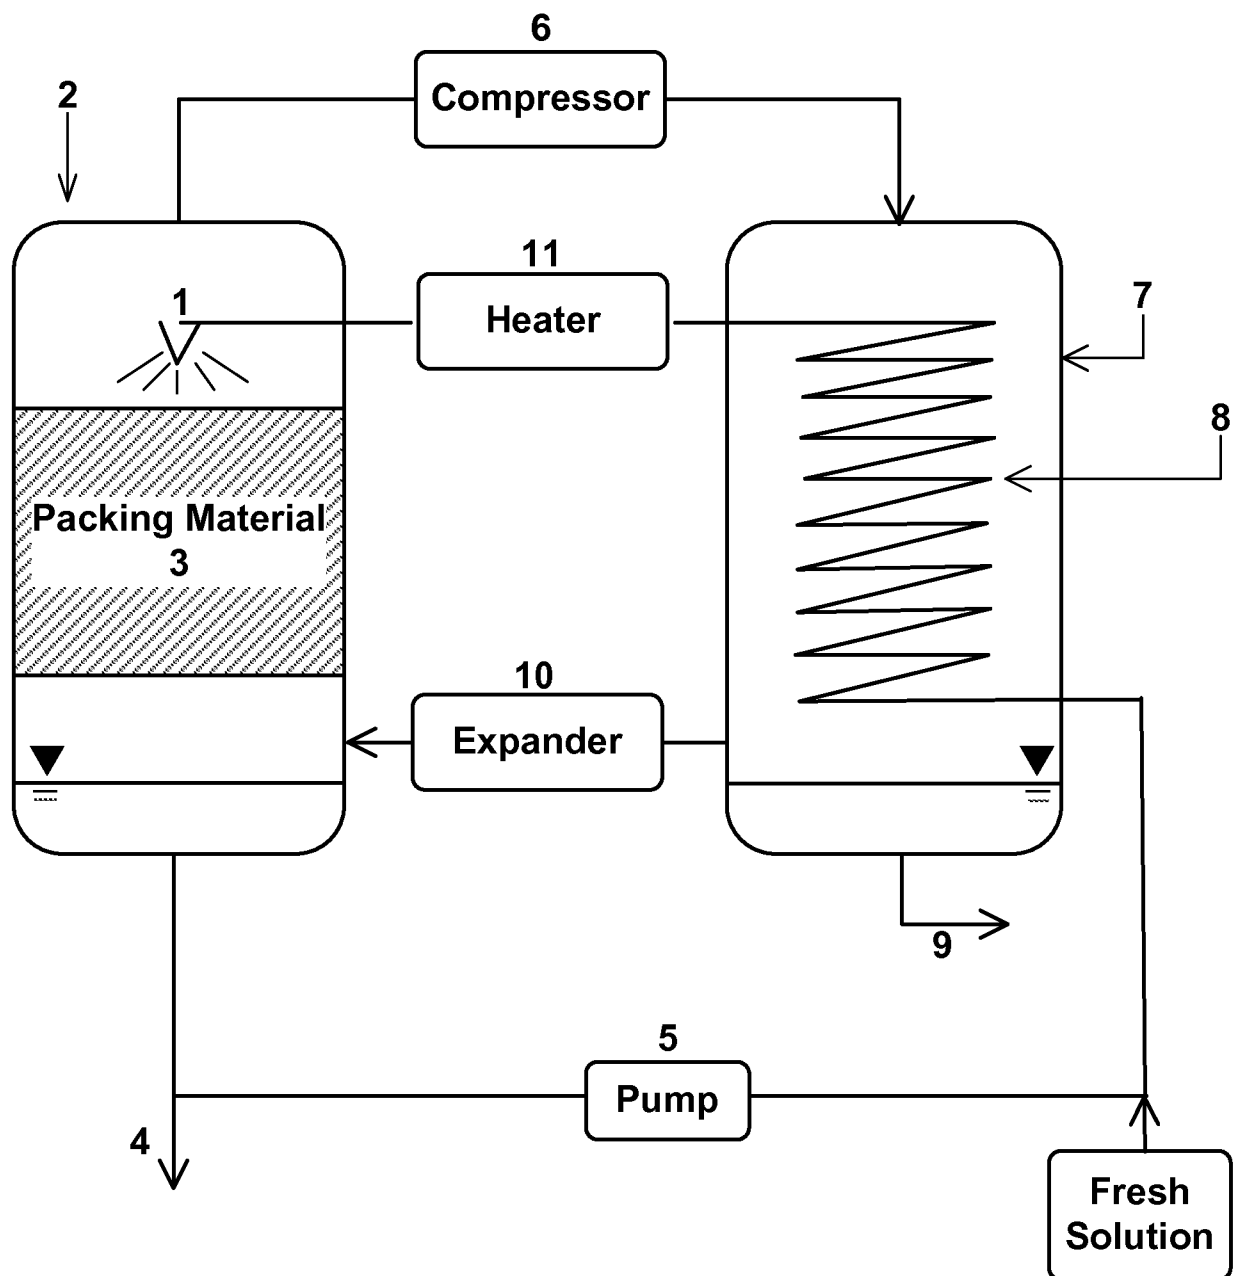 6
Compressor
2
11
Heater
1
7
8
Packing Material
3
10
Expander
9
5
Pump
4
Fresh
Solution